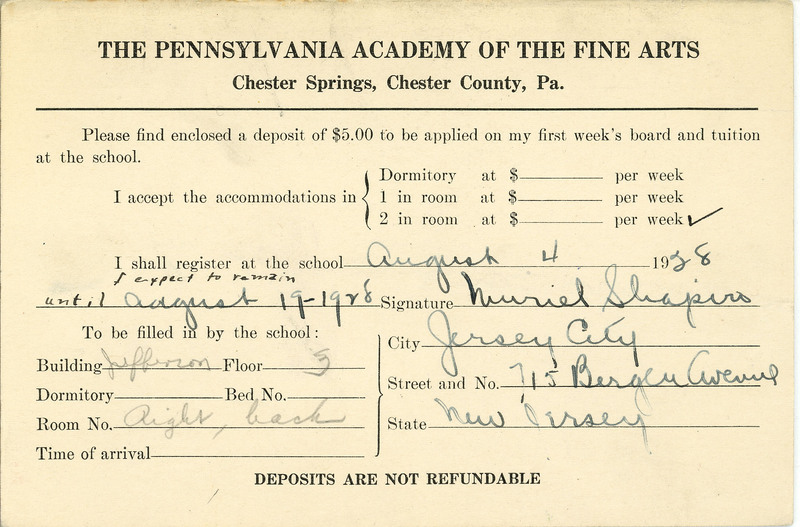 THE PENNSYLVANIA ACADEMY OF THE FINE ARTS
Chester Springs, Chester County, Pa.
Please find enclosed a deposit of $5.00 to be applied on my first week's board and tuition
at the school.
I accept the accommodations in
Dormitory at $ per week
1 in room at $ per week
2 in room at $ per week ✓
I shall register at the school August 4 1928
I expect to remain
until August 19-1928 Signature Muriel Shapiro
To be filled in by the school:
City Jersey City
Building Jefferson Floor 3
Street and No. 715 Bergen Avenue
Dormitory Bed No.
Room No. Right, back
State New Jersey
Time of arrival
DEPOSITS ARE NOT REFUNDABLE